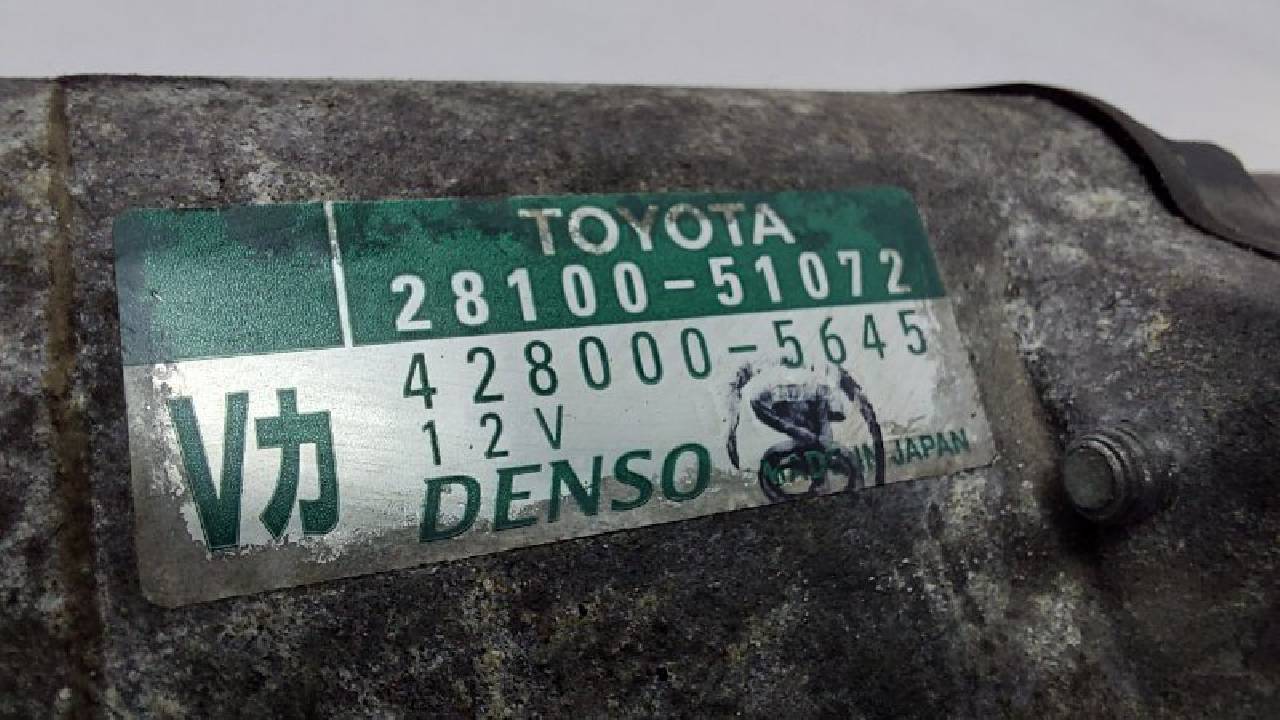 TOYOTA
28100-51072
428000-5645
12V
Vカ
DENSO
MADE IN JAPAN